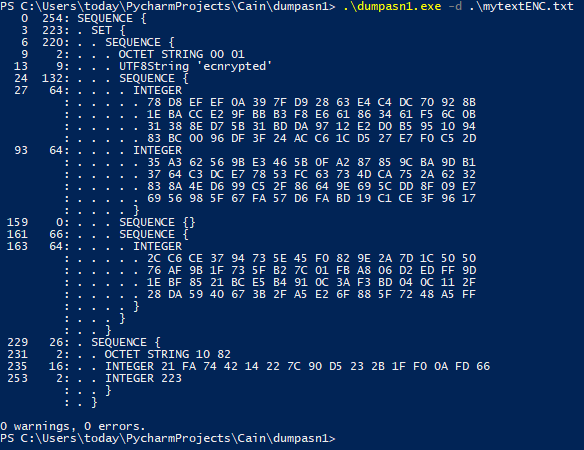 PS C:\Users\today\PycharmProjects\Cain\dumpasn1> .\dumpasn1.exe -d .\mytextENC.txt
0 254: SEQUENCE {
3 223: . SET {
6 220: . . SEQUENCE {
9 2: . . . OCTET STRING 00 01
13 9: . . . UTF8String 'ecnrypted'
24 132: . . . SEQUENCE {
27 64: . . . . INTEGER
: . . . . 78 D8 EF EF 0A 39 7F D9 28 63 E4 C4 DC 70 92 8B
: . . . . 1E BA CC E2 9F BB B3 F8 E6 61 86 34 61 F5 6C 0B
: . . . . 31 38 8E D7 5B 31 BD DA 97 12 E2 D0 B5 95 10 94
: . . . . 83 BC 00 96 DF 3F 24 AC C6 1C D5 27 E7 F0 C5 2D
93 64: . . . . INTEGER
: . . . . 35 A3 62 56 9B E3 46 5B 0F A2 87 85 9C BA 9D B1
: . . . . 37 64 C3 DC E7 78 53 FC 63 73 4D CA 75 2A 62 32
: . . . . 83 8A 4E D6 99 C5 2F 86 64 9E 69 5C DD 8F 09 E7
: . . . . 69 56 98 5F 67 FA 57 D6 FA BD 19 C1 CE 3F 96 17
: . . . . }
159 0: . . . SEQUENCE {}
161 66: . . . SEQUENCE {
163 64: . . . . INTEGER
: . . . . 2C C6 CE 37 94 73 5E 45 F0 82 9E 2A 7D 1C 50 50
: . . . . 76 AF 9B 1F 73 5F B2 7C 01 FB A8 06 D2 ED FF 9D
: . . . . 1E BF 85 21 BC E5 B4 91 0C 3A F3 BD 04 0C 11 2F
: . . . . 28 DA 59 40 67 3B 2F A5 E2 6F 88 5F 72 48 A5 FF
: . . . . }
: . . . }
: . . }
229 26: . SEQUENCE {
231 2: . . OCTET STRING 10 82
235 16: . . INTEGER 21 FA 74 42 14 22 7C 90 D5 23 2B 1F F0 0A FD 66
253 2: . . INTEGER 223
: . . }
: . }
0 warnings, 0 errors.
PS C:\Users\today\PycharmProjects\Cain\dumpasn1>